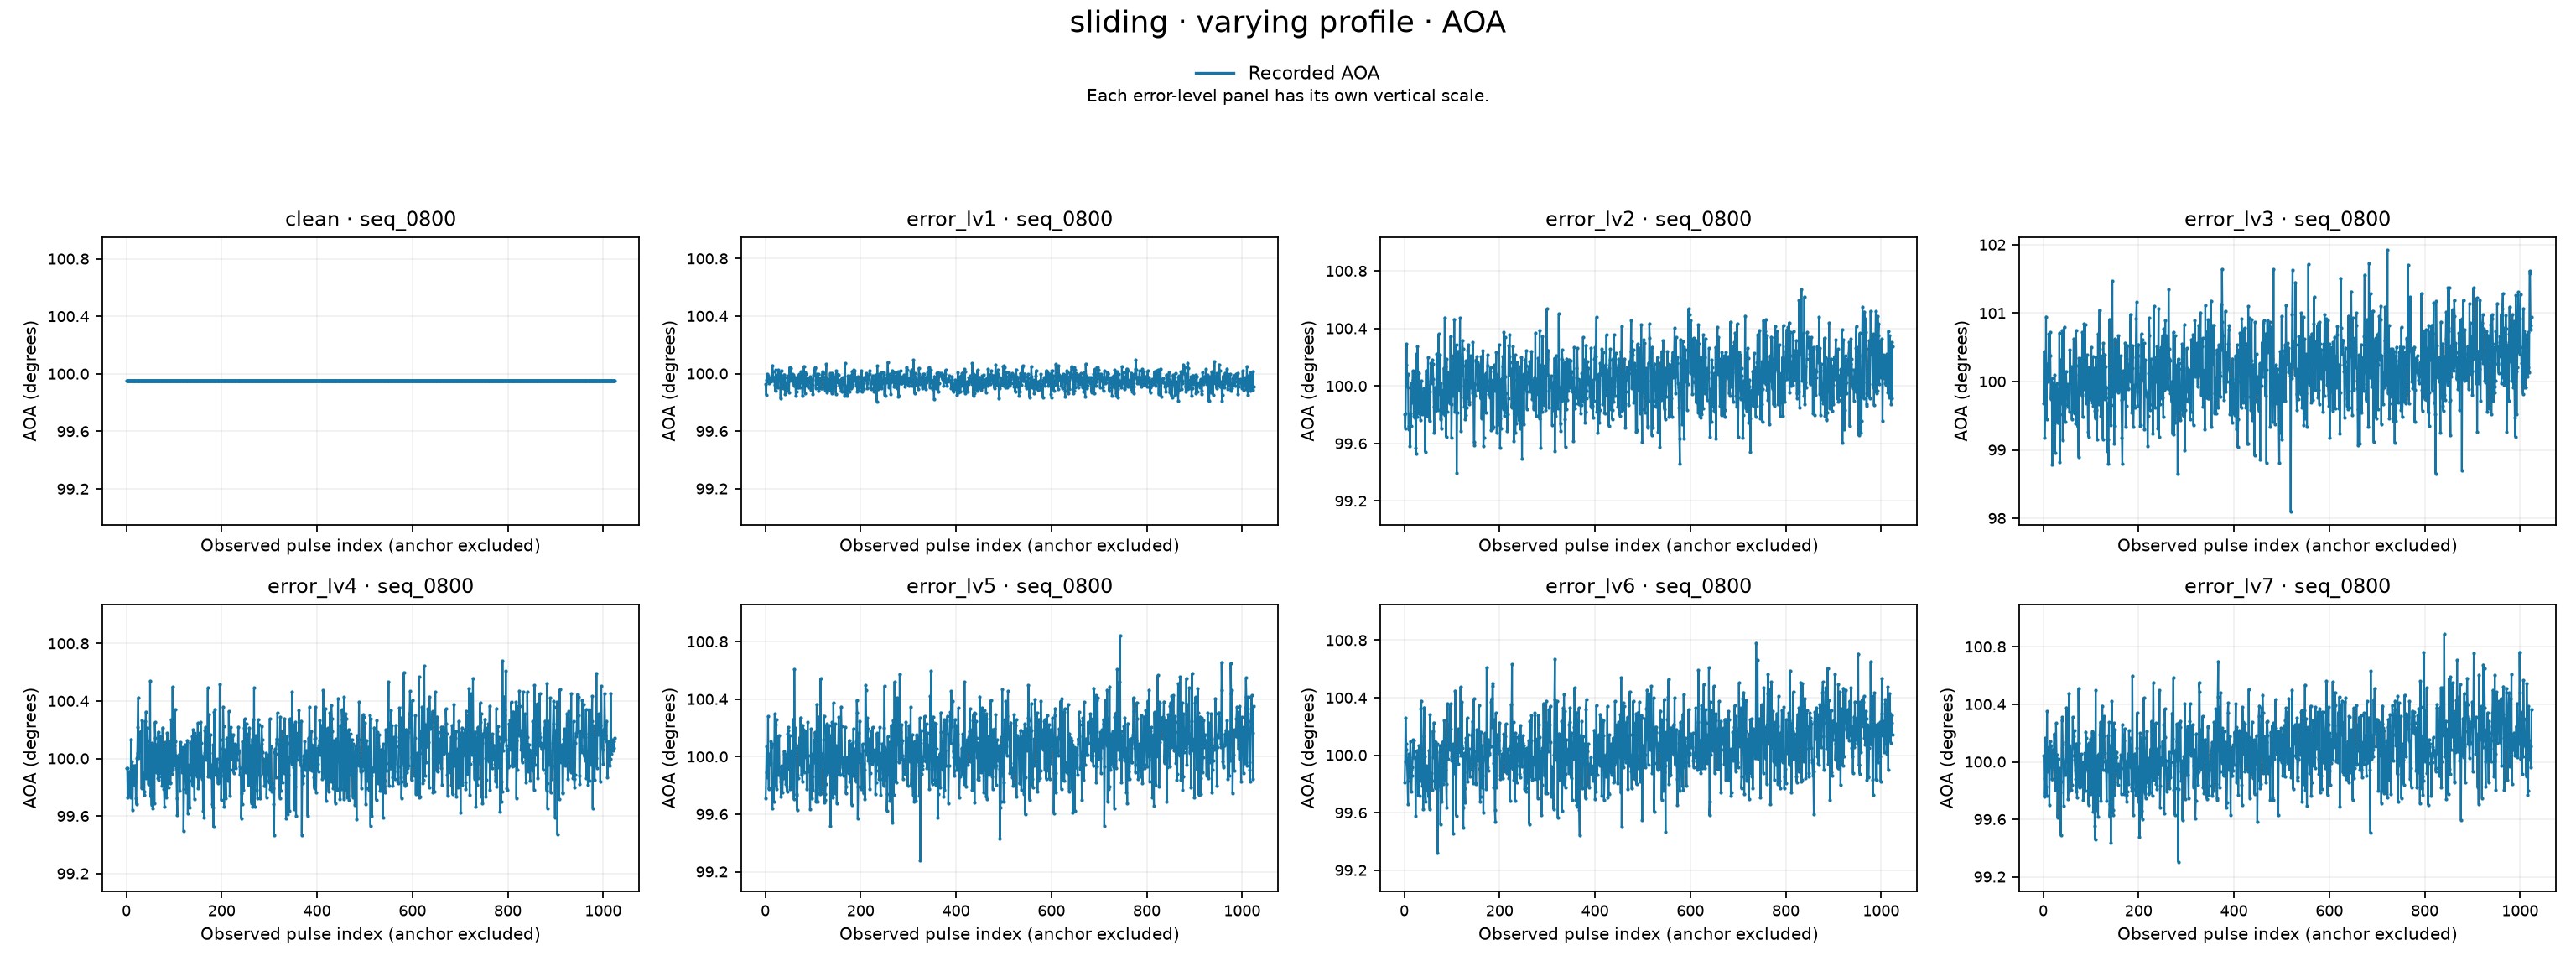 sliding · varying profile · AOA
Recorded AOA
Each error-level panel has its own vertical scale.
clean · seq_0800
error_lv1 · seq_0800
error_lv2 · seq_0800
error_lv3 · seq_0800
AOA (degrees)
100.8
100.4
100.0
99.6
99.2
Observed pulse index (anchor excluded)
AOA (degrees)
100.8
100.4
100.0
99.6
99.2
Observed pulse index (anchor excluded)
AOA (degrees)
100.8
100.4
100.0
99.6
99.2
Observed pulse index (anchor excluded)
AOA (degrees)
102
101
100
99
98
Observed pulse index (anchor excluded)
error_lv4 · seq_0800
error_lv5 · seq_0800
error_lv6 · seq_0800
error_lv7 · seq_0800
AOA (degrees)
100.8
100.4
100.0
99.6
99.2
0 200 400 600 800 1000
Observed pulse index (anchor excluded)
AOA (degrees)
100.8
100.4
100.0
99.6
99.2
0 200 400 600 800 1000
Observed pulse index (anchor excluded)
AOA (degrees)
100.8
100.4
100.0
99.6
99.2
0 200 400 600 800 1000
Observed pulse index (anchor excluded)
AOA (degrees)
100.8
100.4
100.0
99.6
99.2
0 200 400 600 800 1000
Observed pulse index (anchor excluded)